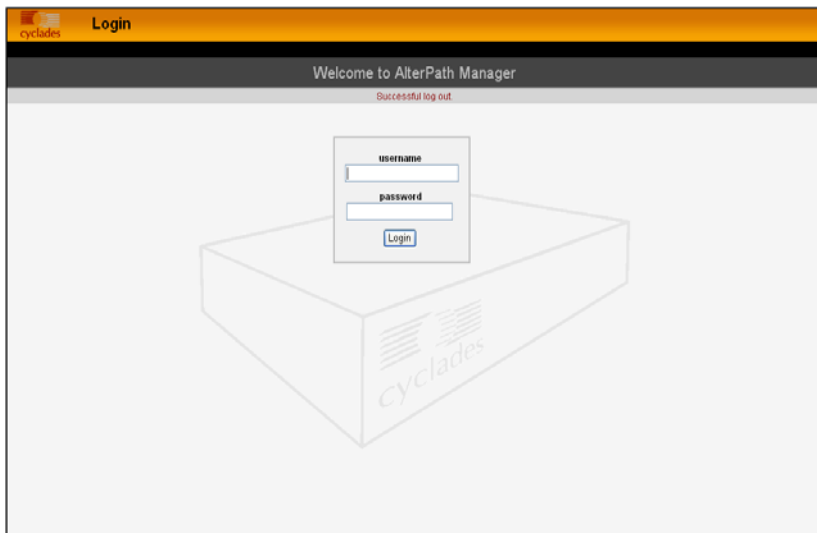 cyclades
Login
Welcome to AlterPath Manager
Successful log out.
username
password
Login
cyclades